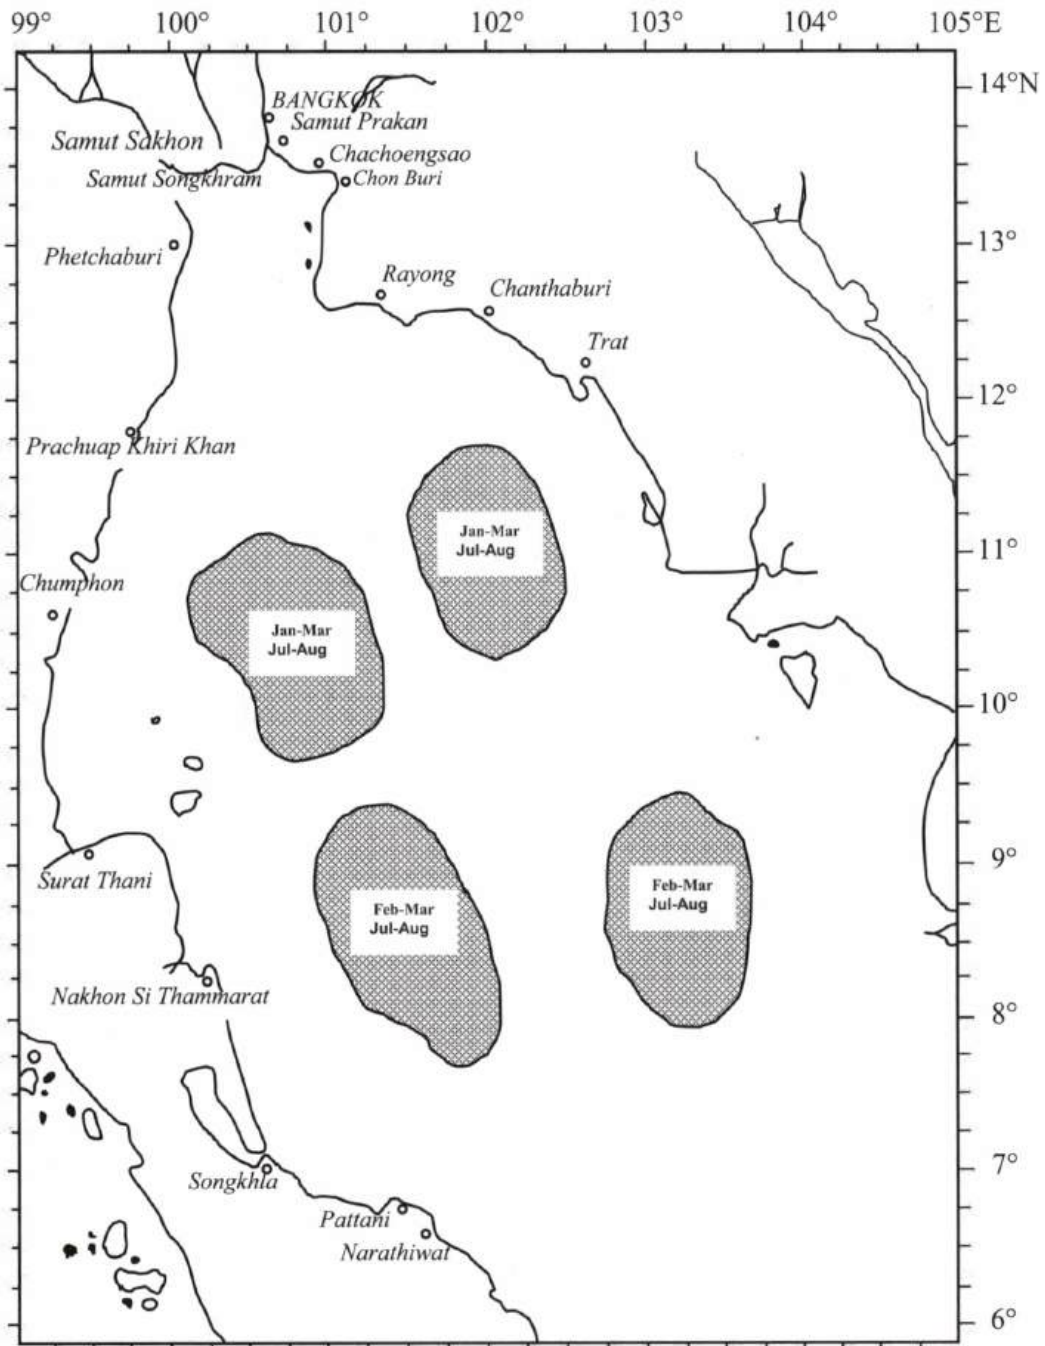 99° 100° 101° 102° 103° 104° 105°E
14°N
BANGKOK
Samut Prakan
Samut Sakhon
Chachoengsao
Samut Songkhram
Chon Buri
13°
Phetchaburi
Rayong
Chanthaburi
Trat
12°
Prachuap Khiri Khan
Jan-Mar
Jul-Aug
11°
Chumphon
Jan-Mar
Jul-Aug
10°
9°
Surat Thani
Feb-Mar
Jul-Aug
Feb-Mar
Jul-Aug
Nakhon Si Thammarat
8°
7°
Songkhla
Pattani
Narathiwat
6°